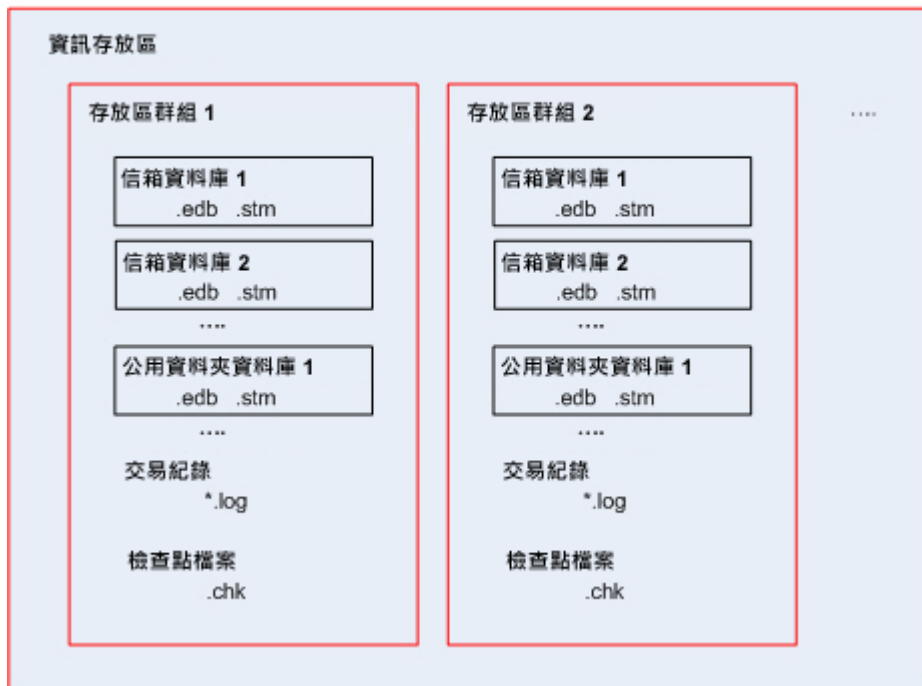 資訊存放區
存放區群組 1
信箱資料庫 1
.edb .stm
信箱資料庫 2
.edb .stm
....
公用資料夾資料庫 1
.edb .stm
....
交易紀錄
*.log
檢查點檔案
.chk
存放區群組 2
信箱資料庫 1
.edb .stm
信箱資料庫 2
.edb .stm
....
公用資料夾資料庫 1
.edb .stm
....
交易紀錄
*.log
檢查點檔案
.chk
....